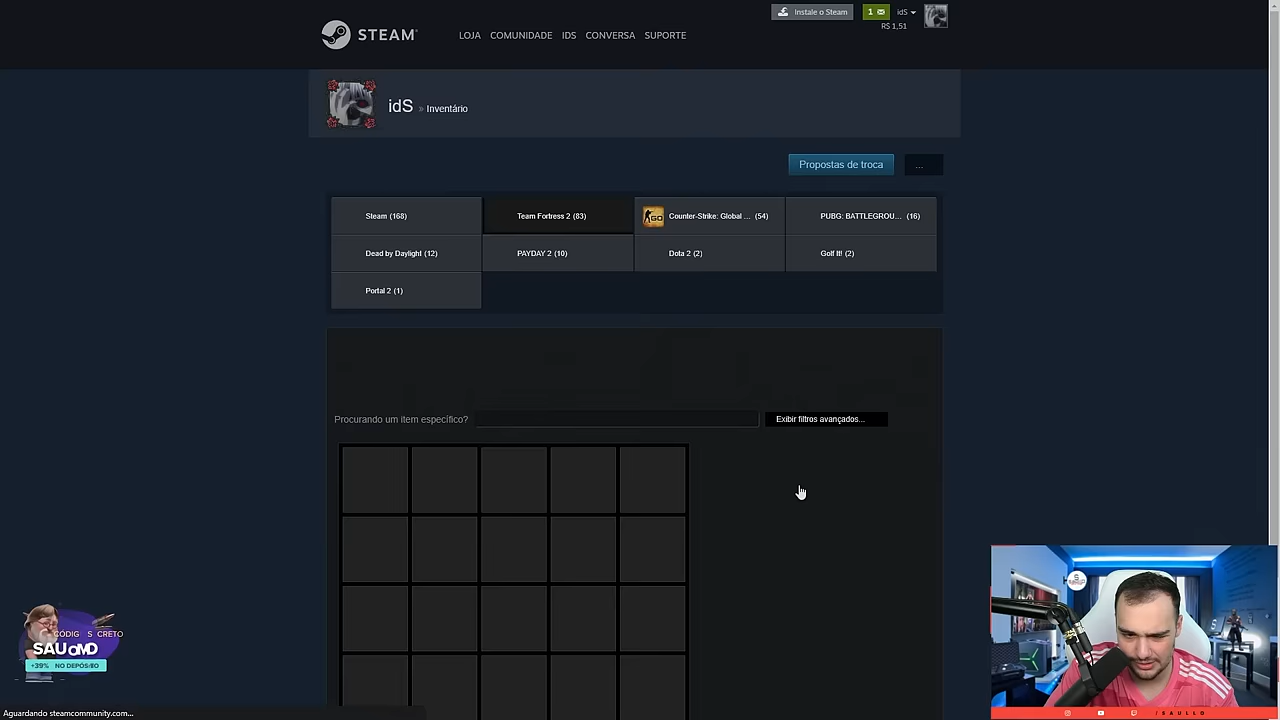 Instale o Steam
1
idS
R$ 1,51
STEAM
LOJA COMUNIDADE IDS CONVERSA SUPORTE
idS » Inventário
Propostas de troca
...
Steam (168)
Team Fortress 2 (83)
GO
Counter-Strike: Global ... (54)
PUBG: BATTLEGROU... (16)
Dead by Daylight (12)
PAYDAY 2 (10)
Dota 2 (2)
Golf It! (2)
Portal 2 (1)
Procurando um item específico?
Exibir filtros avançados...
+39% NO DEPÓSITO
Aguardando steamcommunity.com...
/SAULLO